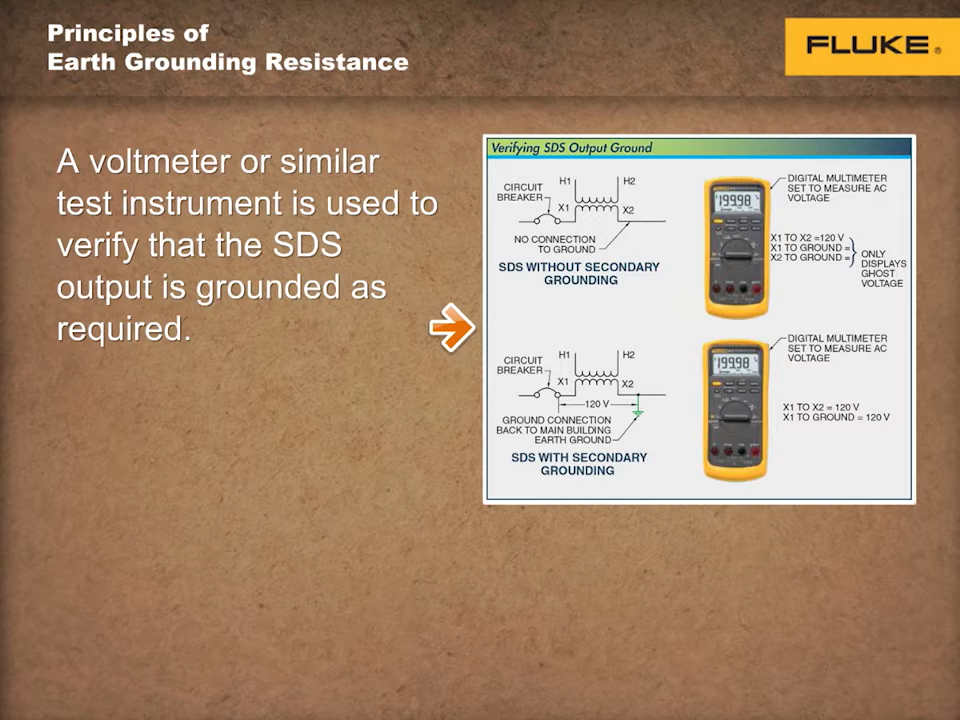 Principles of
Earth Grounding Resistance
FLUKE®
A voltmeter or similar
test instrument is used to
verify that the SDS
output is grounded as
required.
Verifying SDS Output Ground
CIRCUIT
BREAKER
H1
H2
X1
X2
NO CONNECTION
TO GROUND
SDS WITHOUT SECONDARY
GROUNDING
199.98
DIGITAL MULTIMETER
SET TO MEASURE AC
VOLTAGE
X1 TO X2 =120 V
X1 TO GROUND =
X2 TO GROUND =
ONLY
DISPLAYS
GHOST
VOLTAGE
CIRCUIT
BREAKER
H1
H2
X1
X2
120 V
GROUND CONNECTION
BACK TO MAIN BUILDING
EARTH GROUND
SDS WITH SECONDARY
GROUNDING
199.98
DIGITAL MULTIMETER
SET TO MEASURE AC
VOLTAGE
X1 TO X2 = 120 V
X1 TO GROUND = 120 V